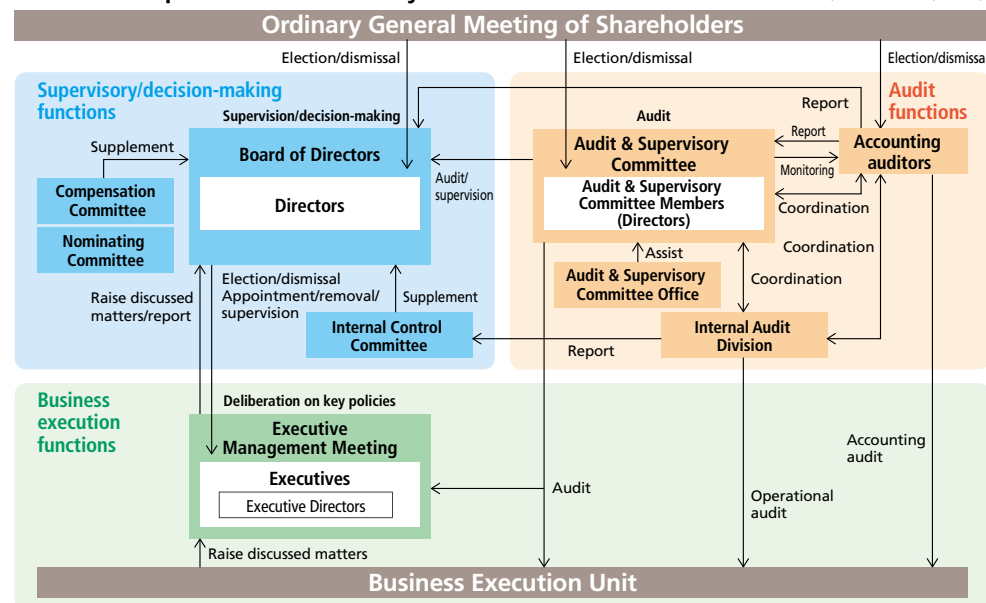 Ordinary General Meeting of Shareholders
Election/dismissal
Election/dismissal
Election/dismissa
Supervisory/decision-making
functions
Audit
functions
Supervision/decision-making
Audit
Report
Report
Monitoring
Supplement
Board of Directors
Directors
Audit/
supervision
Audit & Supervisory
Committee
Audit & Supervisory
Committee Members
(Directors)
Accounting
auditors
Coordination
Coordination
Coordination
Compensation
Committee
Nominating
Committee
Assist
Audit & Supervisory
Committee Office
Raise discussed
matters/report
Election/dismissal
Appointment/removal/
supervision
Supplement
Internal Control
Committee
Report
Internal Audit
Division
Business
execution
functions
Deliberation on key policies
Executive
Management Meeting
Executives
Executive Directors
Audit
Operational
audit
Accounting
audit
Raise discussed matters
Business Execution Unit